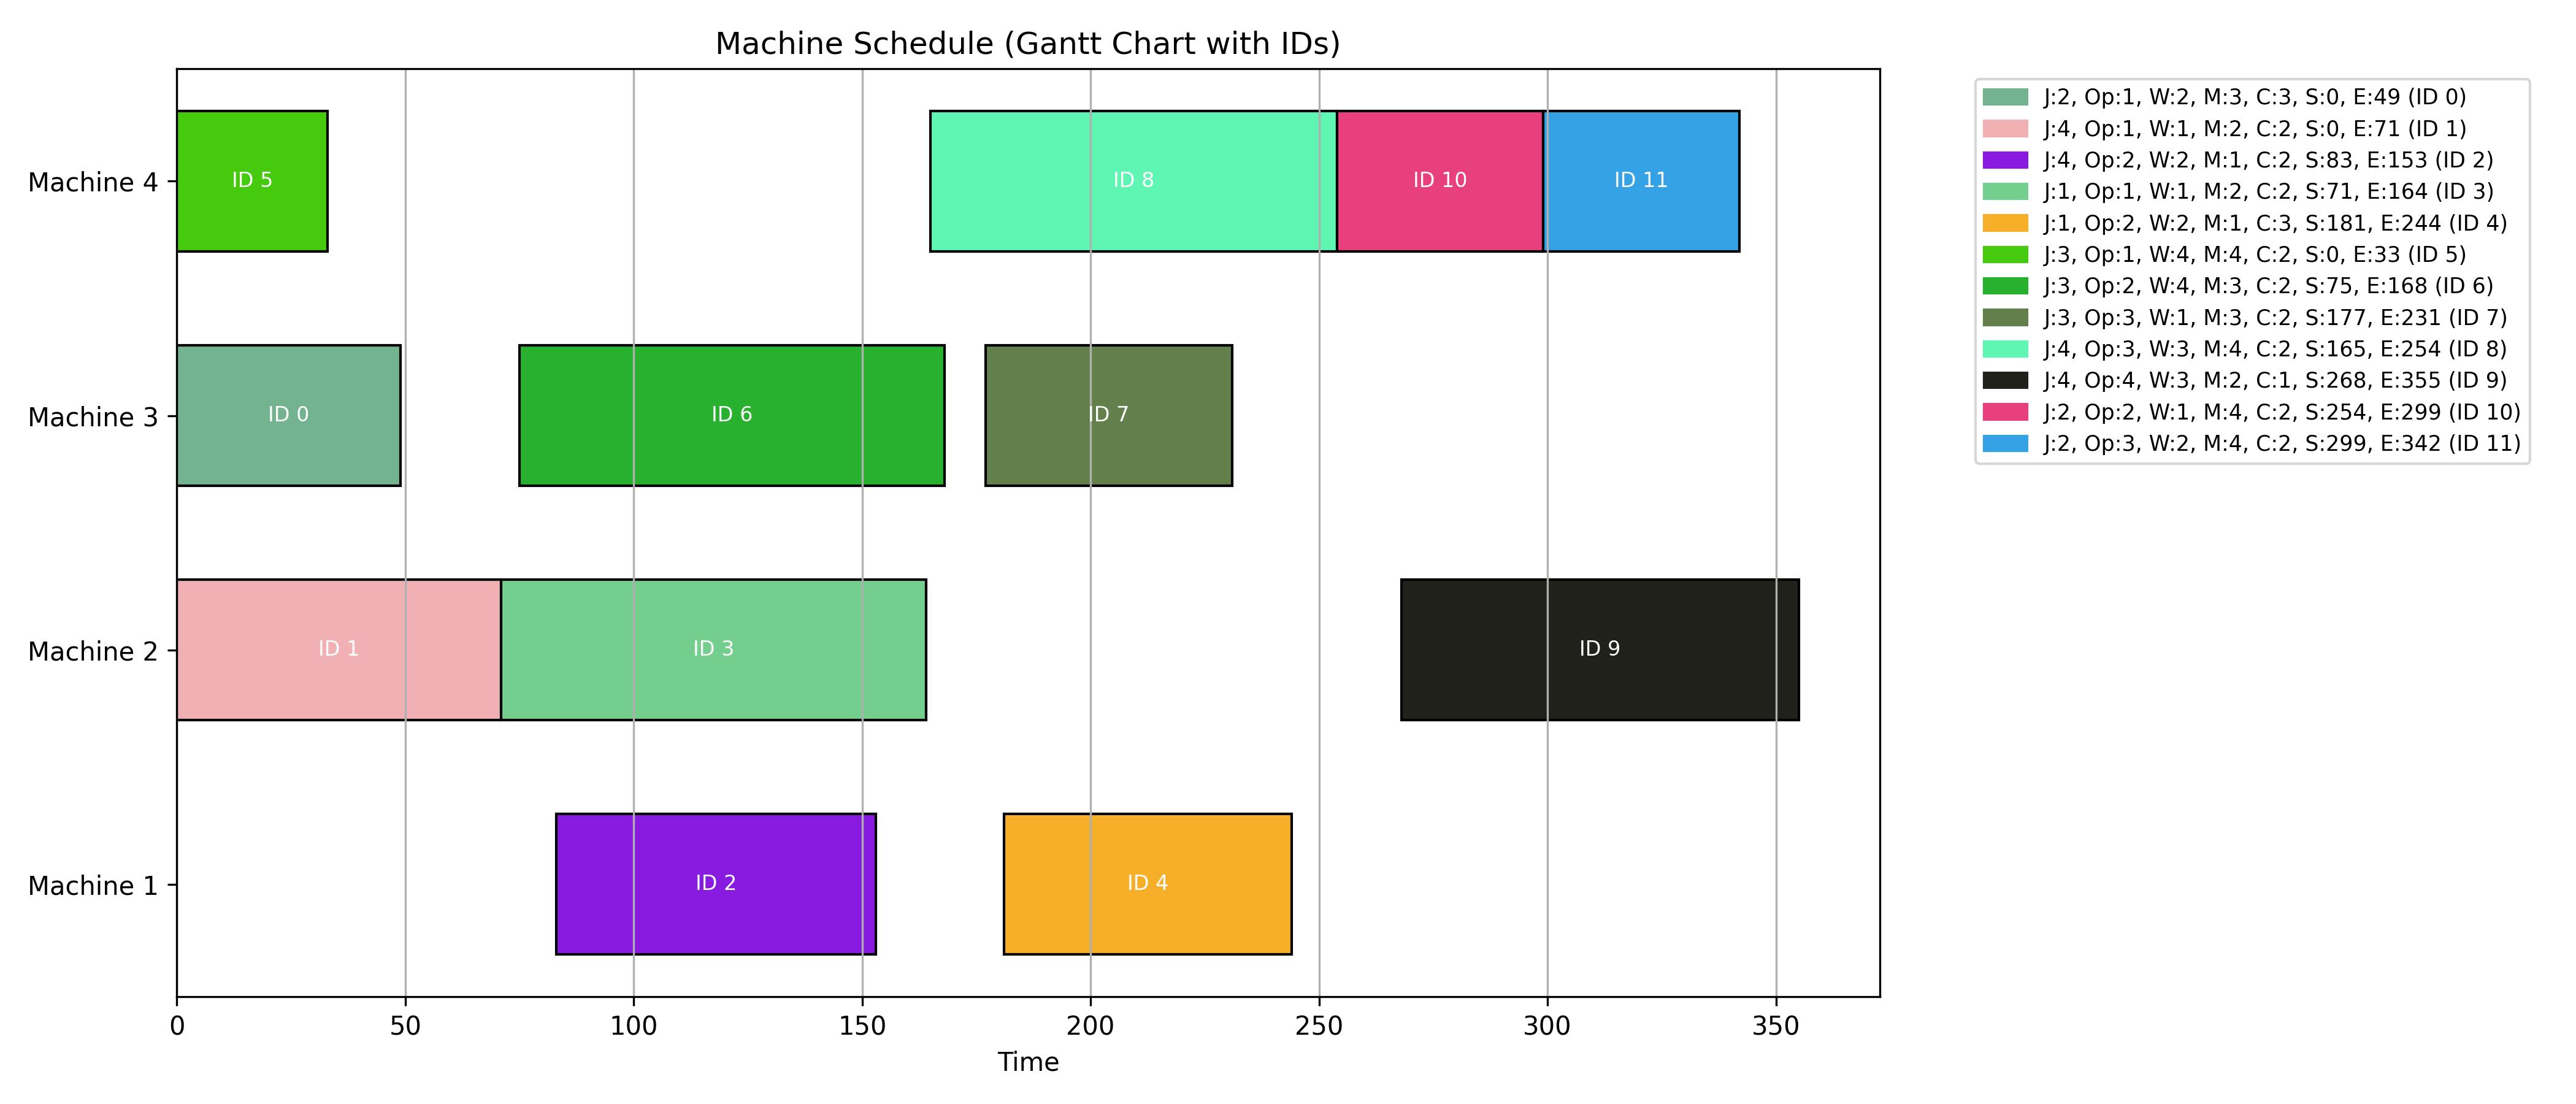 Machine Schedule (Gantt Chart with IDs)
Machine 4
Machine 3
Machine 2
Machine 1
ID 5
ID 8
ID 10
ID 11
ID 0
ID 6
ID 7
ID 1
ID 3
ID 9
ID 2
ID 4
0 50 100 150 200 250 300 350
Time
J:2, Op:1, W:2, M:3, C:3, S:0, E:49 (ID 0)
J:4, Op:1, W:1, M:2, C:2, S:0, E:71 (ID 1)
J:4, Op:2, W:2, M:1, C:2, S:83, E:153 (ID 2)
J:1, Op:1, W:1, M:2, C:2, S:71, E:164 (ID 3)
J:1, Op:2, W:2, M:1, C:3, S:181, E:244 (ID 4)
J:3, Op:1, W:4, M:4, C:2, S:0, E:33 (ID 5)
J:3, Op:2, W:4, M:3, C:2, S:75, E:168 (ID 6)
J:3, Op:3, W:1, M:3, C:2, S:177, E:231 (ID 7)
J:4, Op:3, W:3, M:4, C:2, S:165, E:254 (ID 8)
J:4, Op:4, W:3, M:2, C:1, S:268, E:355 (ID 9)
J:2, Op:2, W:1, M:4, C:2, S:254, E:299 (ID 10)
J:2, Op:3, W:2, M:4, C:2, S:299, E:342 (ID 11)